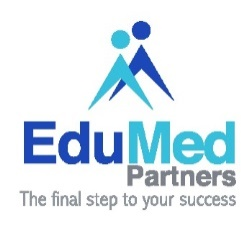 EduMed
Partners
The final step to your success